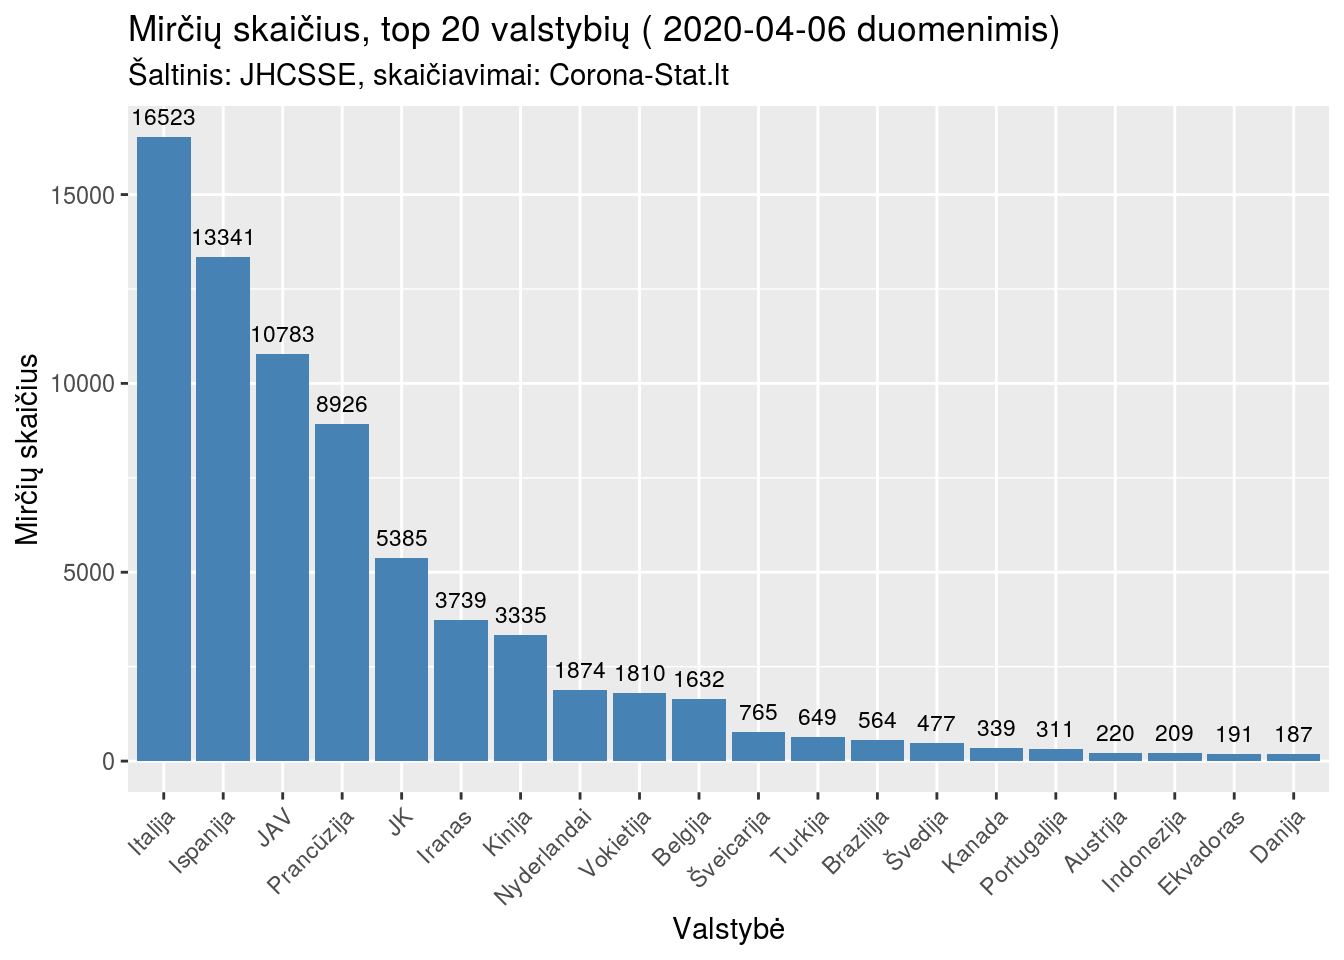 Mirčių skaičius, top 20 valstybių ( 2020-04-06 duomenimis)
Šaltinis: JHCSSE, skaičiavimai: Corona-Stat.lt
Mirčių skaičius
15000
10000
5000
0
16523
13341
10783
8926
5385
3739
3335
1874
1810
1632
765
649
564
477
339
311
220
209
191
187
Italija
Ispanija
JAV
Prancūzija
JK
Iranas
Kinija
Nyderlandai
Vokietija
Belgija
Šveicarija
Turkija
Brazilija
Švedija
Kanada
Portugalija
Austrija
Indonezija
Ekvadoras
Danija
Valstybė